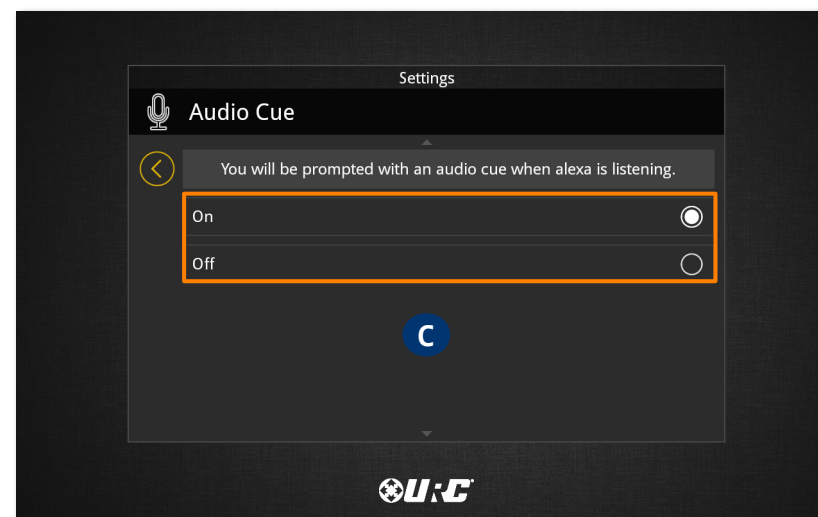 Settings
Audio Cue
You will be prompted with an audio cue when alexa is listening.
On
Off
C
URC